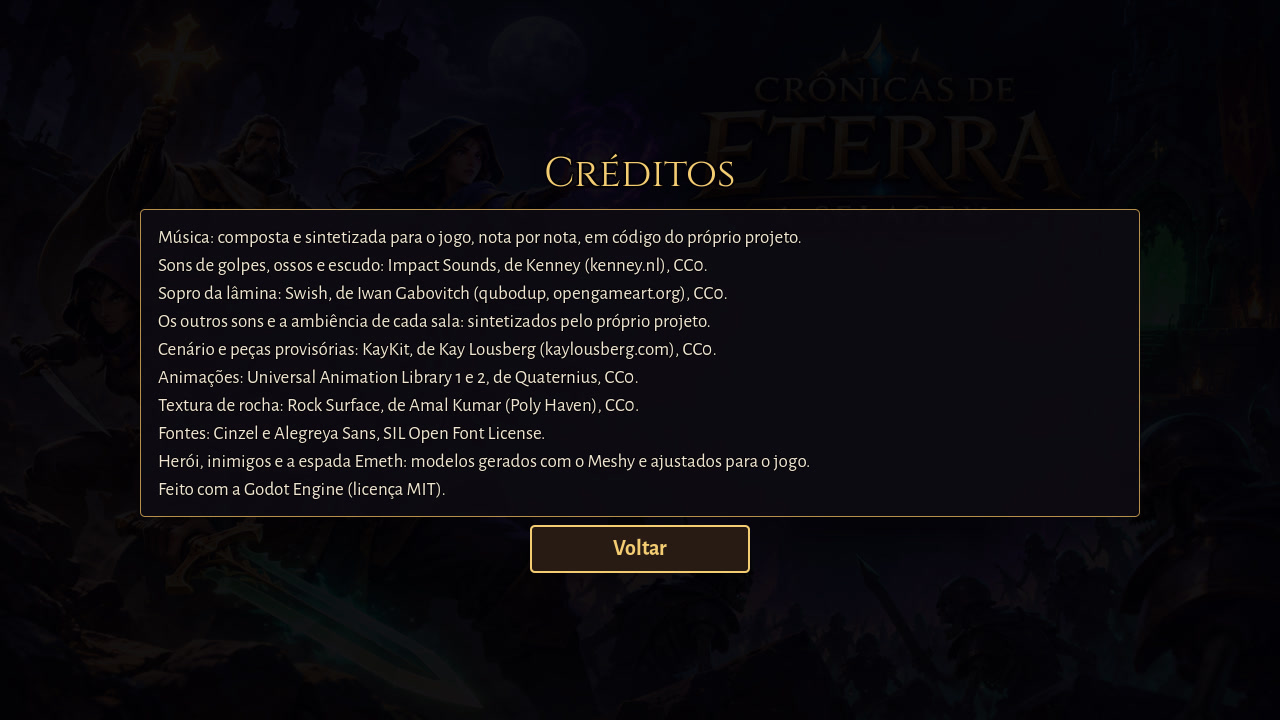 CRÔNICAS DE
ETERRA
Créditos
Música: composta e sintetizada para o jogo, nota por nota, em código do próprio projeto.
Sons de golpes, ossos e escudo: Impact Sounds, de Kenney (kenney.nl), CC0.
Sopro da lâmina: Swish, de Iwan Gabovitch (qubodup, opengameart.org), CC0.
Os outros sons e a ambiência de cada sala: sintetizados pelo próprio projeto.
Cenário e peças provisórias: KayKit, de Kay Lousberg (kaylousberg.com), CC0.
Animações: Universal Animation Library 1 e 2, de Quaternius, CC0.
Textura de rocha: Rock Surface, de Amal Kumar (Poly Haven), CC0.
Fontes: Cinzel e Alegreya Sans, SIL Open Font License.
Herói, inimigos e a espada Emeth: modelos gerados com o Meshy e ajustados para o jogo.
Feito com a Godot Engine (licença MIT).
Voltar